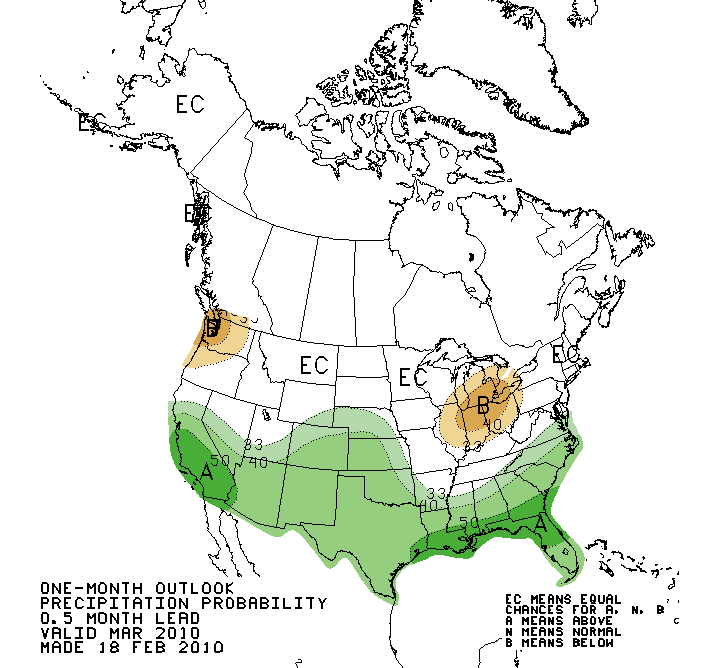 EC
EC
EC
33
B
EC
EC
EC
B
40
33
33
50
40
A
33
40
50
A
ONE-MONTH OUTLOOK
PRECIPITATION PROBABILITY
0.5 MONTH LEAD
VALID MAR 2010
MADE 18 FEB 2010
EC MEANS EQUAL
CHANCES FOR A, N, B
A MEANS ABOVE
N MEANS NORMAL
B MEANS BELOW